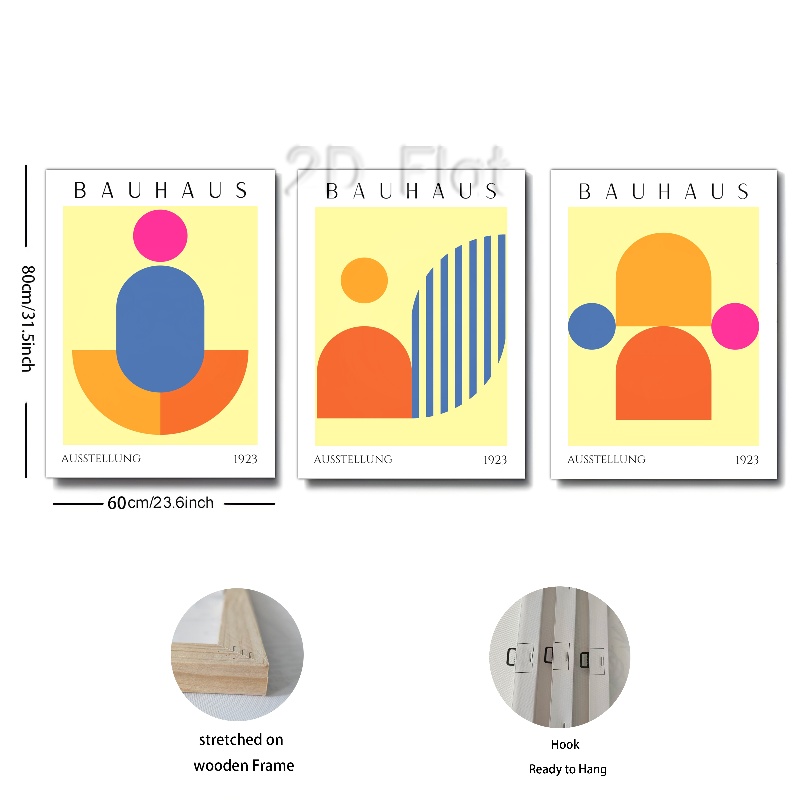 2D Flat
BAUHAUS
BAUHAUS
BAUHAUS
AUSSTELLUNG 1923
AUSSTELLUNG 1923
AUSSTELLUNG 1923
80cm/31.5inch
60cm/23.6inch
stretched on
wooden Frame
Hook
Ready to Hang